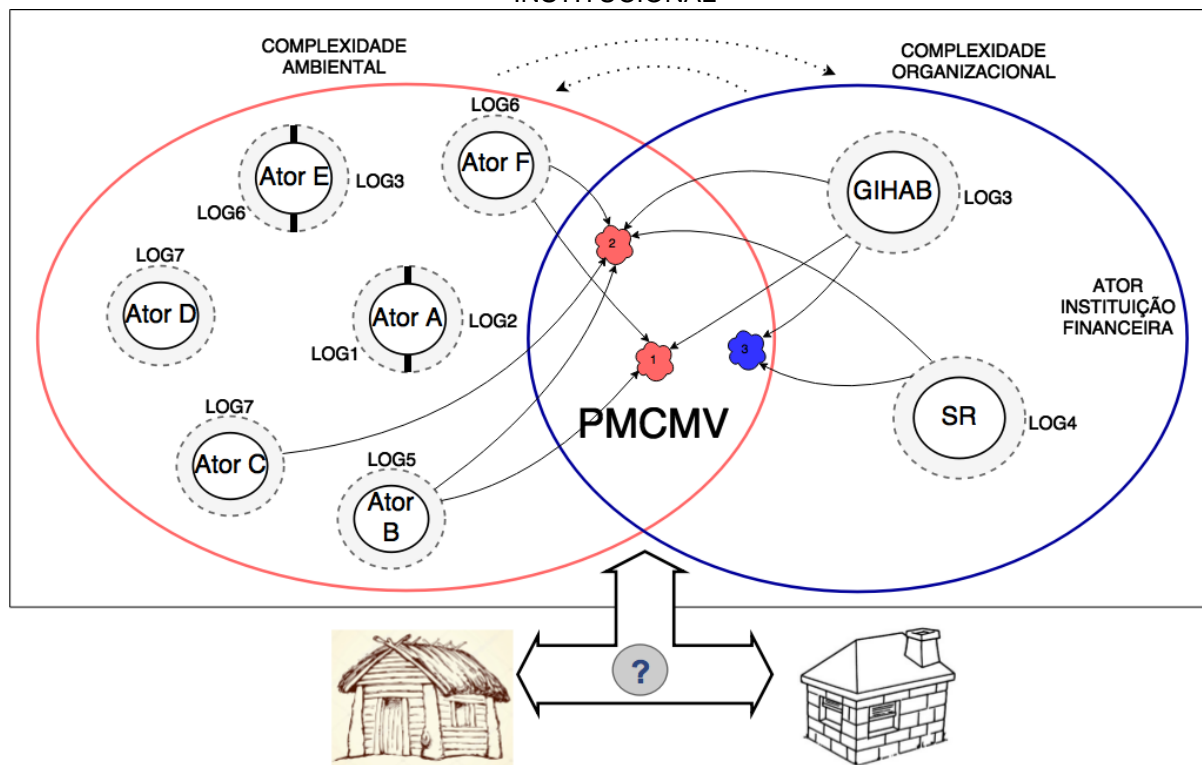 INSTITUCIONAL
COMPLEXIDADE
AMBIENTAL
COMPLEXIDADE
ORGANIZACIONAL
LOG6
Ator F
Ator E
LOG3
LOG6
GIHAB
LOG3
2
LOG7
Ator D
Ator A
LOG2
LOG1
ATOR
INSTITUIÇÃO
FINANCEIRA
1
3
PMCMV
LOG7
Ator C
SR
LOG4
LOG5
Ator
B
?